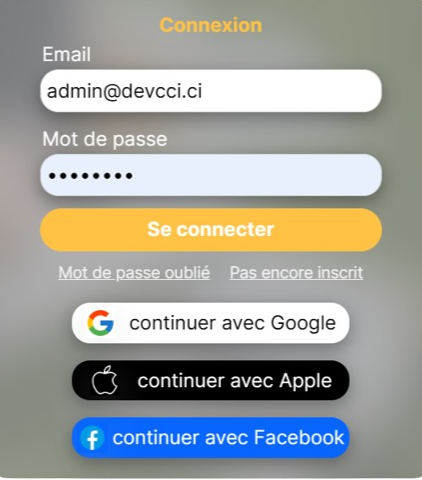 Connexion
Email
admin@devcci.ci
Mot de passe
••••••••
Se connecter
Mot de passe oublié Pas encore inscrit
continuer avec Google
continuer avec Apple
continuer avec Facebook